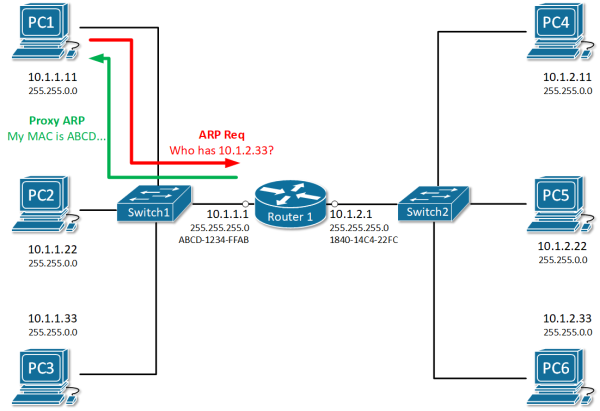 PC1
10.1.1.11
255.255.0.0
Proxy ARP
My MAC is ABCD...
ARP Req
Who has 10.1.2.33?
PC4
10.1.2.11
255.255.0.0
PC2
10.1.1.22
255.255.0.0
Switch1
10.1.1.1
255.255.255.0
ABCD-1234-FFAB
Router 1
10.1.2.1
255.255.255.0
1840-14C4-22FC
Switch2
PC5
10.1.2.22
255.255.0.0
10.1.1.33
255.255.0.0
PC3
10.1.2.33
255.255.0.0
PC6